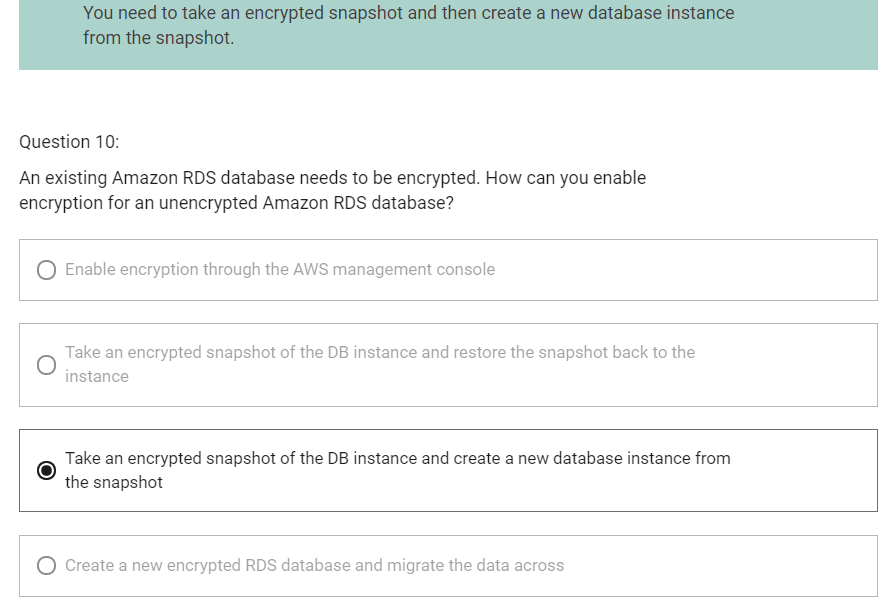 You need to take an encrypted snapshot and then create a new database instance
from the snapshot.
Question 10:
An existing Amazon RDS database needs to be encrypted. How can you enable
encryption for an unencrypted Amazon RDS database?
Enable encryption through the AWS management console
Take an encrypted snapshot of the DB instance and restore the snapshot back to the
instance
Take an encrypted snapshot of the DB instance and create a new database instance from
the snapshot
Create a new encrypted RDS database and migrate the data across